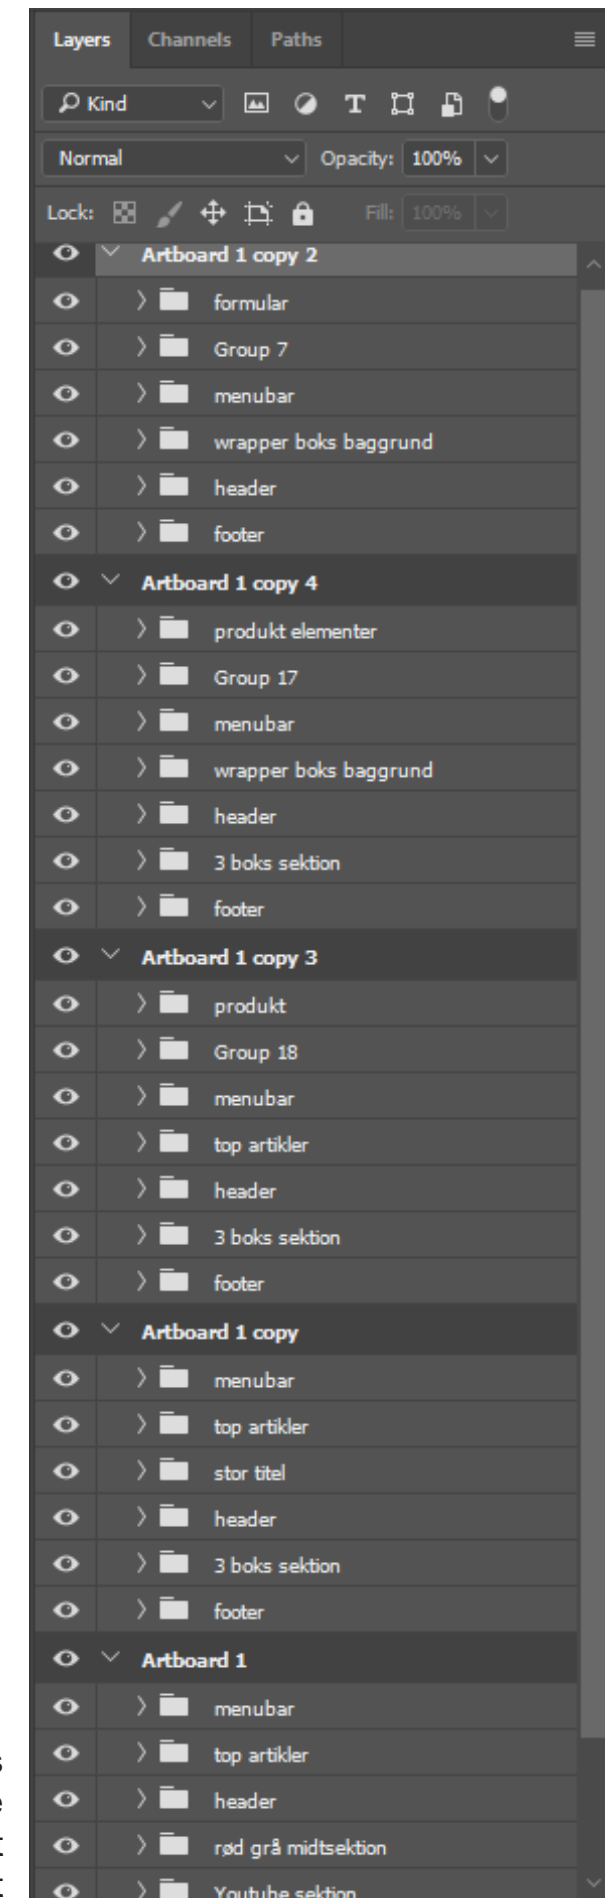 Layers Channels Paths
Kind
Normal Opacity: 100%
Lock: Fill: 100%
Artboard 1 copy 2
formular
Group 7
menubar
wrapper boks baggrund
header
footer
Artboard 1 copy 4
produkt elementer
Group 17
menubar
wrapper boks baggrund
header
3 boks sektion
footer
Artboard 1 copy 3
produkt
Group 18
menubar
top artikler
header
3 boks sektion
footer
Artboard 1 copy
menubar
top artikler
stor titel
header
3 boks sektion
footer
Artboard 1
menubar
top artikler
header
rød grå midtsektion
Youtube sektion